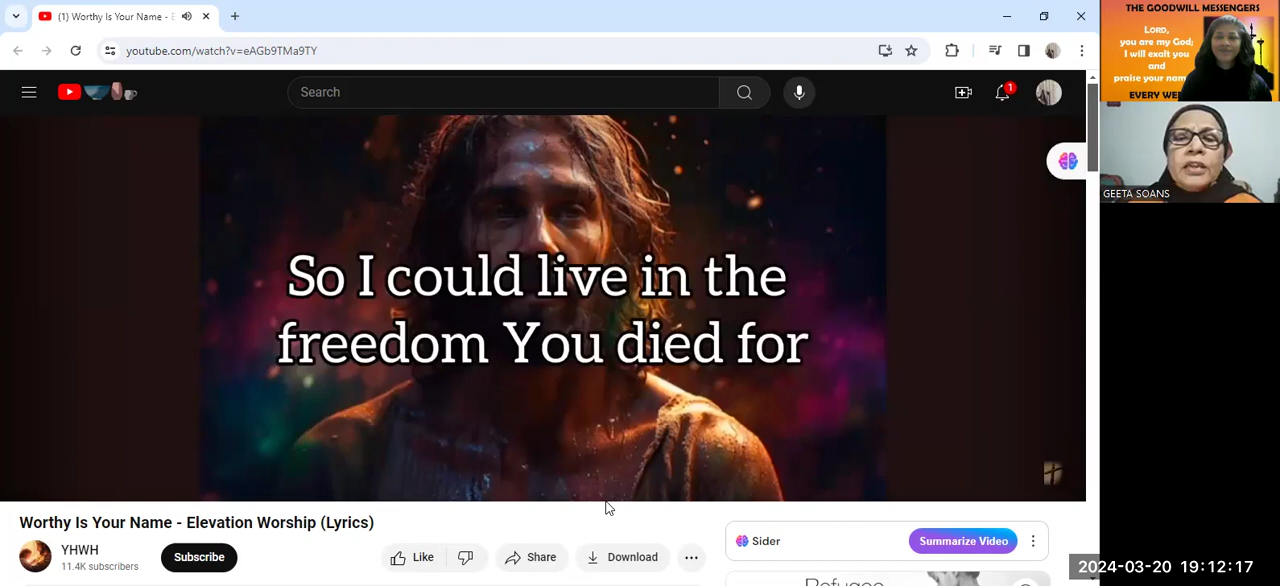 (1) Worthy Is Your Name - E
youtube.com/watch?v=eAGb9TMa9TY
Search
1
So I could live in the
freedom You died for
Worthy Is Your Name - Elevation Worship (Lyrics)
YHWH
11.4K subscribers
Subscribe
Like
Share
Download
Sider
Summarize Video
Refugee
THE GOODWILL MESSENGERS
LORD,
you are my God;
I will exalt you
and
praise your name
EVERY WE
GEETA SOANS
2024-03-20 19:12:17